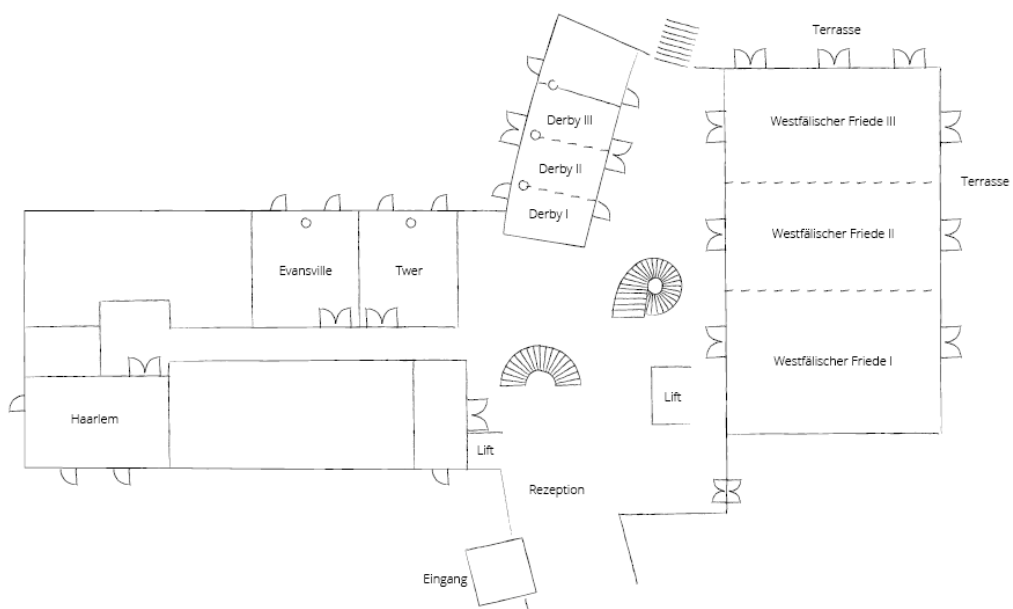 Terrasse
Derby III
Westfälischer Friede III
Derby II
Terrasse
Derby I
Westfälischer Friede II
Evansville
Twer
Westfälischer Friede I
Lift
Haarlem
Lift
Rezeption
Eingang